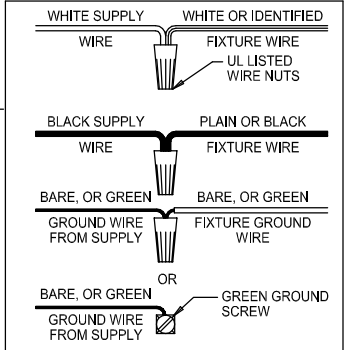 WHITE SUPPLY WIRE
WHITE OR IDENTIFIED FIXTURE WIRE
UL LISTED
WIRE NUTS
BLACK SUPPLY WIRE
PLAIN OR BLACK FIXTURE WIRE
BARE, OR GREEN
GROUND WIRE
FROM SUPPLY
BARE, OR GREEN
FIXTURE GROUND
WIRE
OR
BARE, OR GREEN
GROUND WIRE
FROM SUPPLY
GREEN GROUND
SCREW